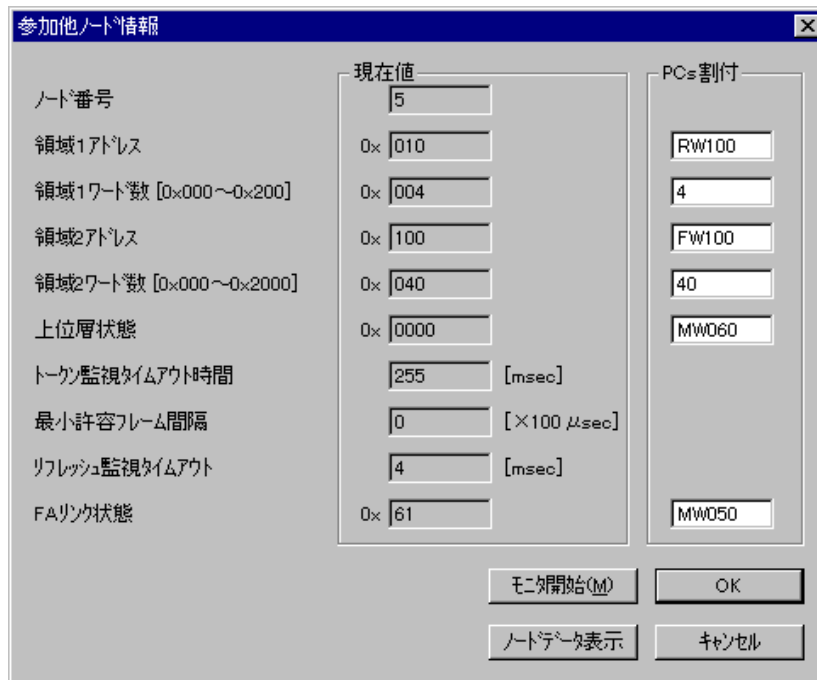 参加他ノード情報
現在値 PCs割付
ノード番号 5
領域1アドレス 0x 010 RW100
領域1ワード数 [0x000～0x200] 0x 004 4
領域2アドレス 0x 100 FW100
領域2ワード数 [0x000～0x2000] 0x 040 40
上位層状態 0x 0000 MW060
トークン監視タイムアウト時間 255 [msec]
最小許容フレーム間隔 0 [×100 μsec]
リフレッシュ監視タイムアウト 4 [msec]
FAリンク状態 0x 61 MW050
モニタ開始(M) OK
ノードデータ表示 キャンセル